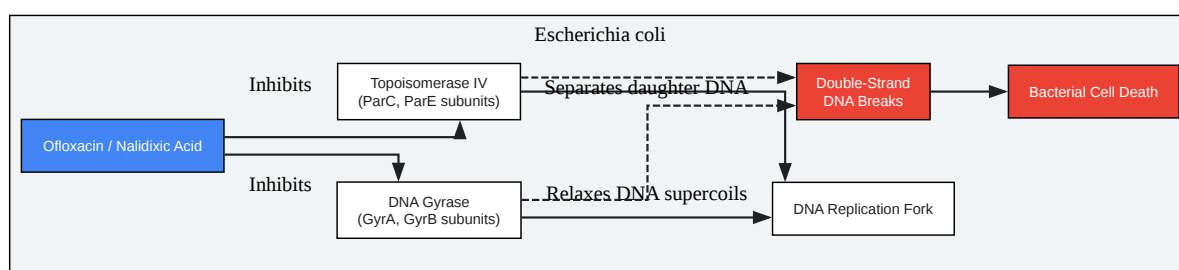 Escherichia coli
Inhibits
Topoisomerase IV
(ParC, ParE subunits)
Separates daughter DNA
Double-Strand
DNA Breaks
Bacterial Cell Death
Ofloxacin / Nalidixic Acid
Inhibits
DNA Gyrase
(GyrA, GyrB subunits)
Relaxes DNA supercoils
DNA Replication Fork